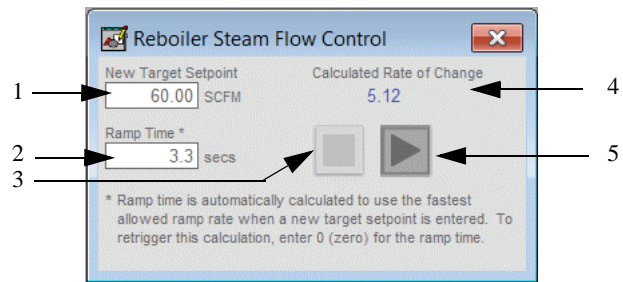 Reboiler Steam Flow Control
New Target Setpoint
Calculated Rate of Change
1
60.00 SCFM
5.12
4
Ramp Time *
2
3.3 secs
5
3
* Ramp time is automatically calculated to use the fastest
allowed ramp rate when a new target setpoint is entered. To
retrigger this calculation, enter 0 (zero) for the ramp time.